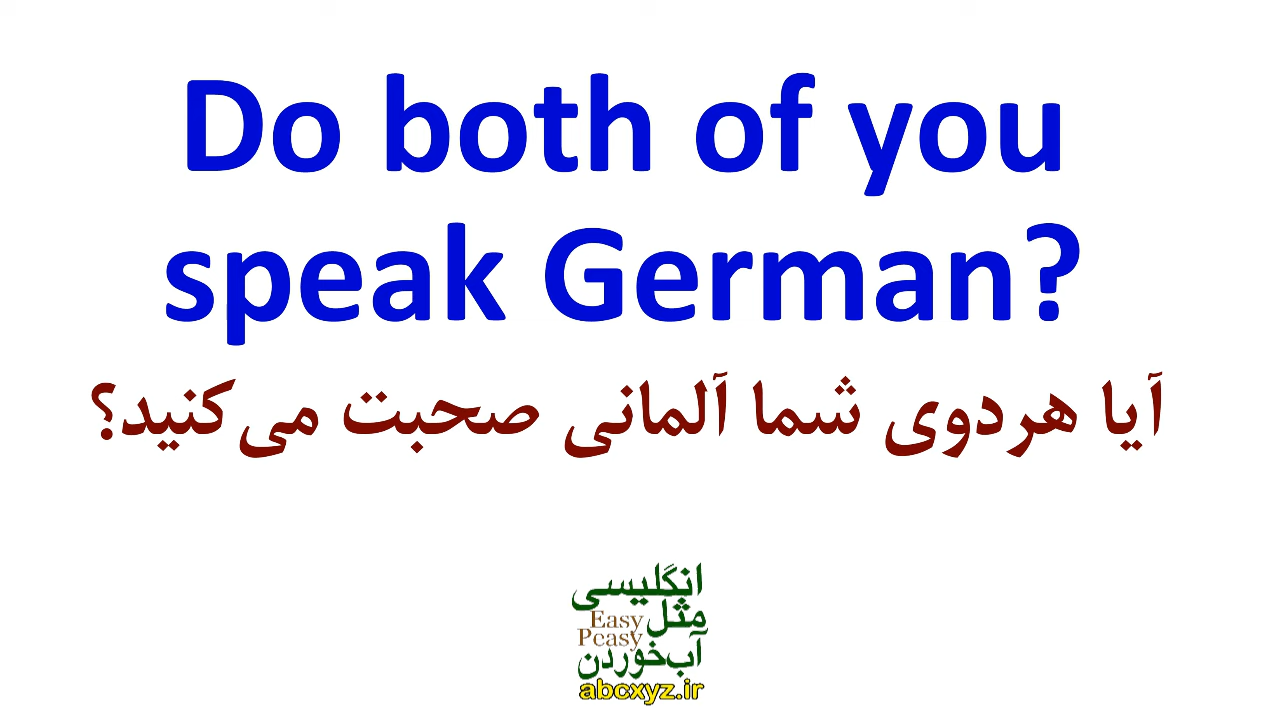 Do both of you
speak German?
آیا هردوی شما آلمانی صحبت می‌کنید؟
انگلیسی
مثل
Easy
Peasy
آب‌خوردن
abcxyz.ir